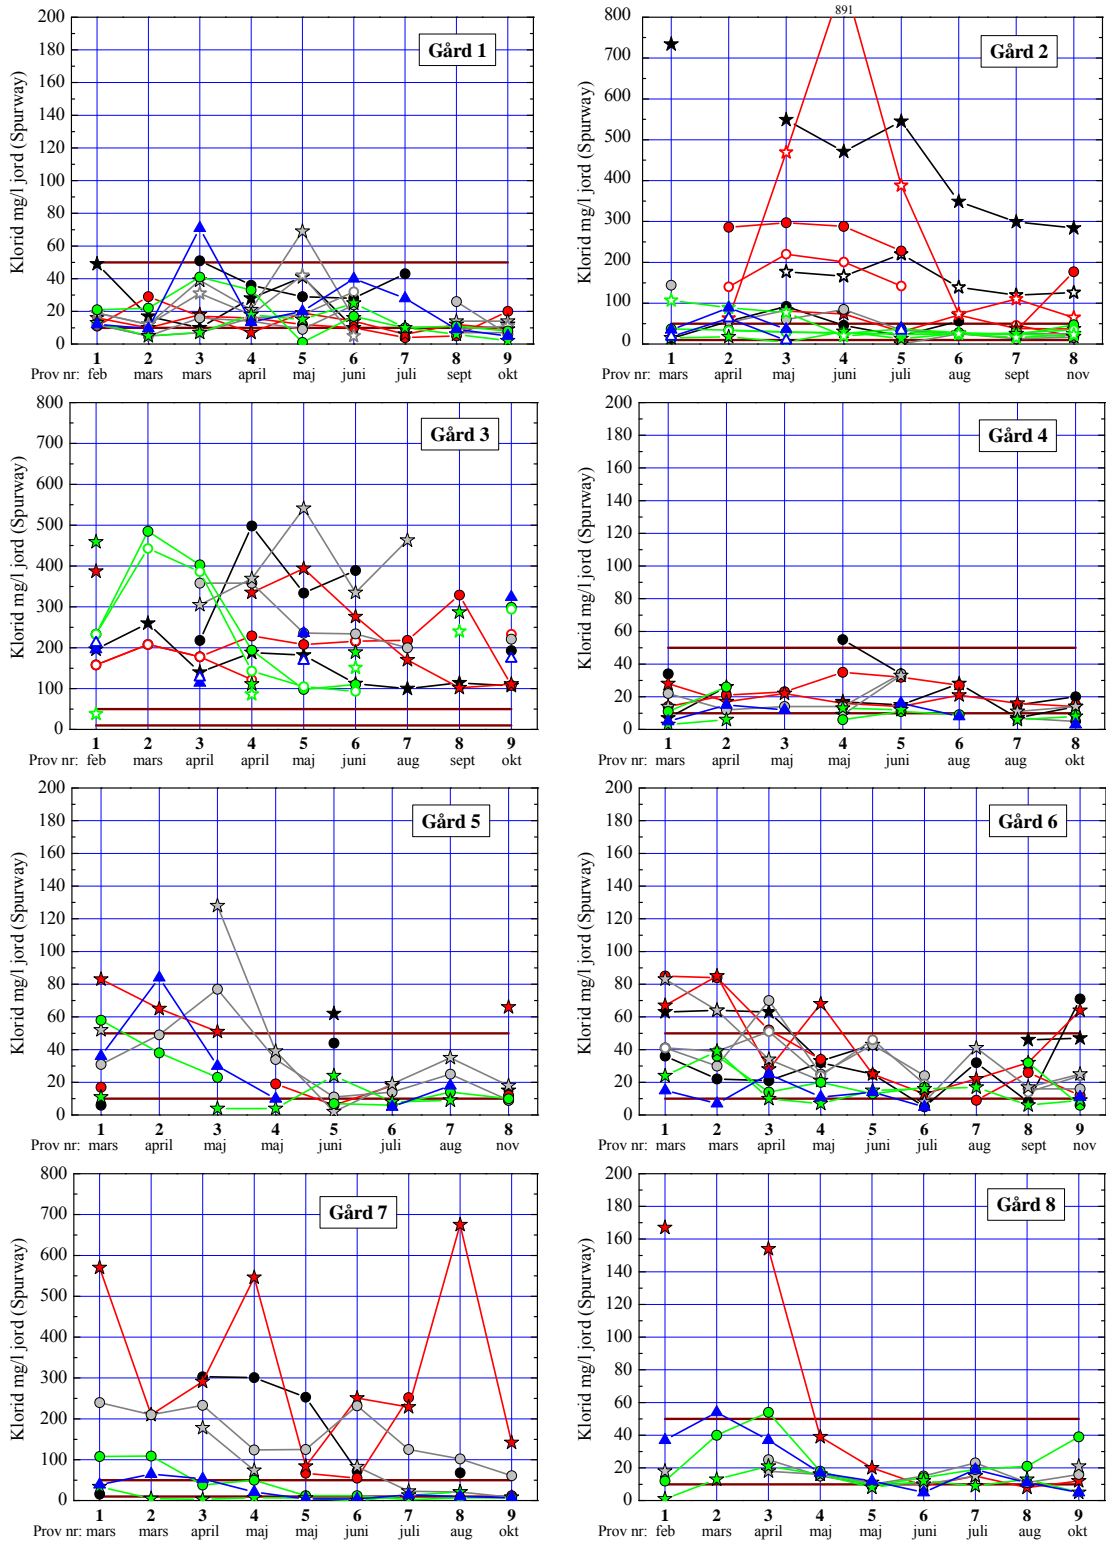 Gård 1
Klorid mg/l jord (Spurway)
200
180
160
140
120
100
80
60
40
20
0
1 2 3 4 5 6 7 8 9
Prov nr: feb mars mars april maj juni juli sept okt
891
Gård 2
Klorid mg/l jord (Spurway)
800
700
600
500
400
300
200
100
0
1 2 3 4 5 6 7 8
Prov nr: mars april maj juni juli aug sept nov
Gård 3
Klorid mg/l jord (Spurway)
800
700
600
500
400
300
200
100
0
1 2 3 4 5 6 7 8 9
Prov nr: feb mars april april maj juni aug sept okt
Gård 4
Klorid mg/l jord (Spurway)
200
180
160
140
120
100
80
60
40
20
0
1 2 3 4 5 6 7 8
Prov nr: mars april maj maj juni juli aug okt
Gård 5
Klorid mg/l jord (Spurway)
200
180
160
140
120
100
80
60
40
20
0
1 2 3 4 5 6 7 8
Prov nr: mars april maj maj juni juli aug nov
Gård 6
Klorid mg/l jord (Spurway)
200
180
160
140
120
100
80
60
40
20
0
1 2 3 4 5 6 7 8 9
Prov nr: mars mars april maj juni juli aug sept nov
Gård 7
Klorid mg/l jord (Spurway)
800
700
600
500
400
300
200
100
0
1 2 3 4 5 6 7 8 9
Prov nr: mars mars april maj maj juni juli aug okt
Gård 8
Klorid mg/l jord (Spurway)
200
180
160
140
120
100
80
60
40
20
0
1 2 3 4 5 6 7 8 9
Prov nr: feb mars april maj maj juni juli aug okt